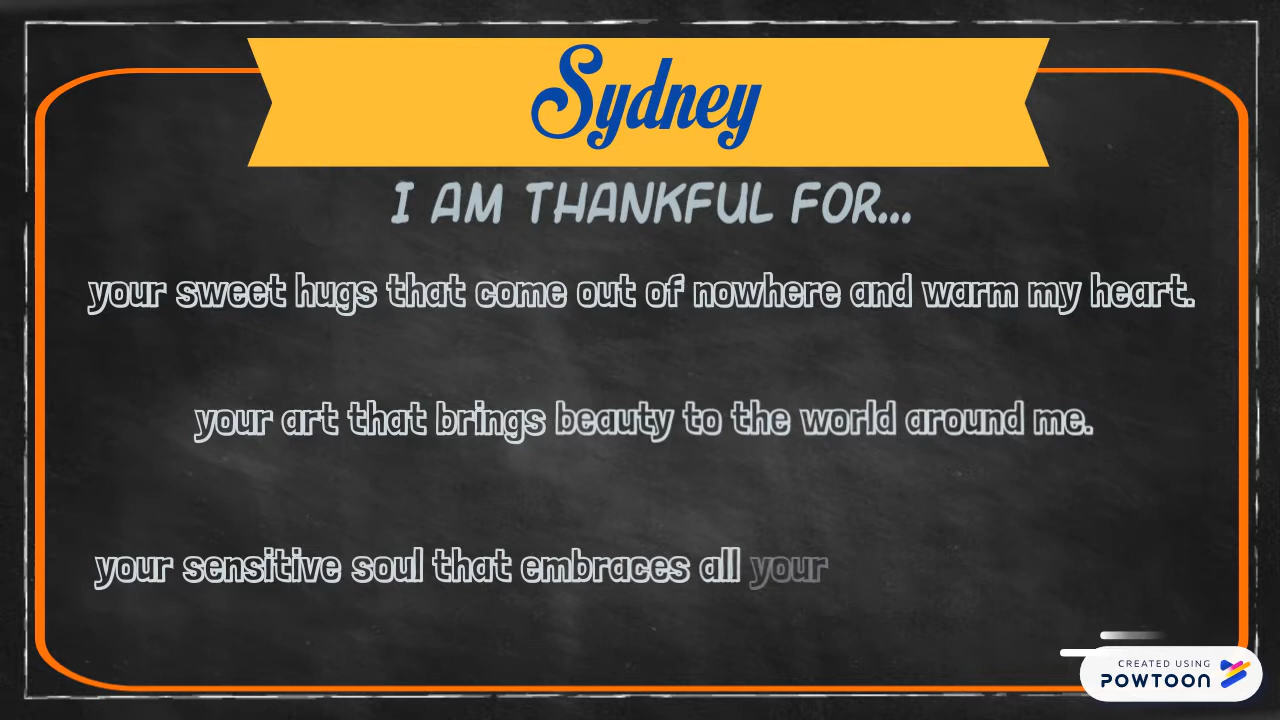 Sydney
I AM THANKFUL FOR...
your sweet hugs that come out of nowhere and warm my heart.
your art that brings beauty to the world around me.
your sensitive soul that embraces all your
CREATED USING
POWTOON